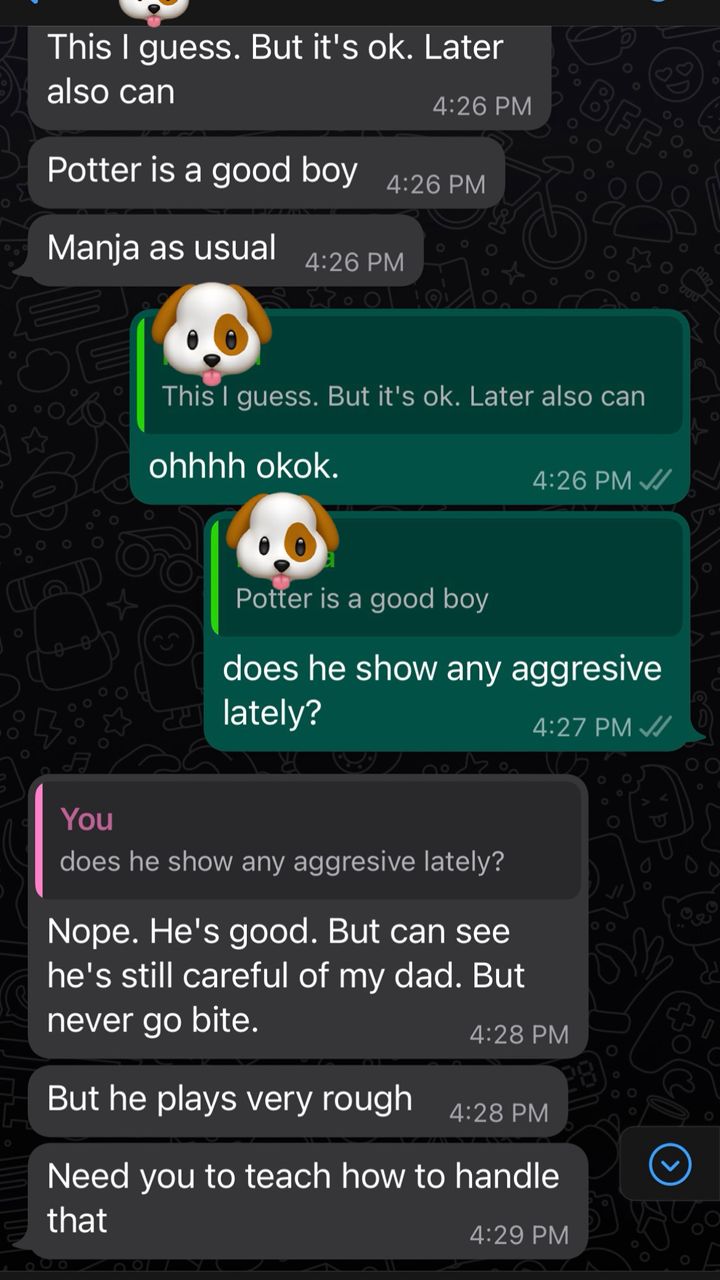 This I guess. But it's ok. Later
also can
4:26 PM
Potter is a good boy
4:26 PM
Manja as usual
4:26 PM
This I guess. But it's ok. Later also can
ohhhh okok.
4:26 PM
Potter is a good boy
does he show any aggresive
lately?
4:27 PM
You
does he show any aggresive lately?
Nope. He's good. But can see
he's still careful of my dad. But
never go bite.
4:28 PM
But he plays very rough
4:28 PM
Need you to teach how to handle
that
4:29 PM